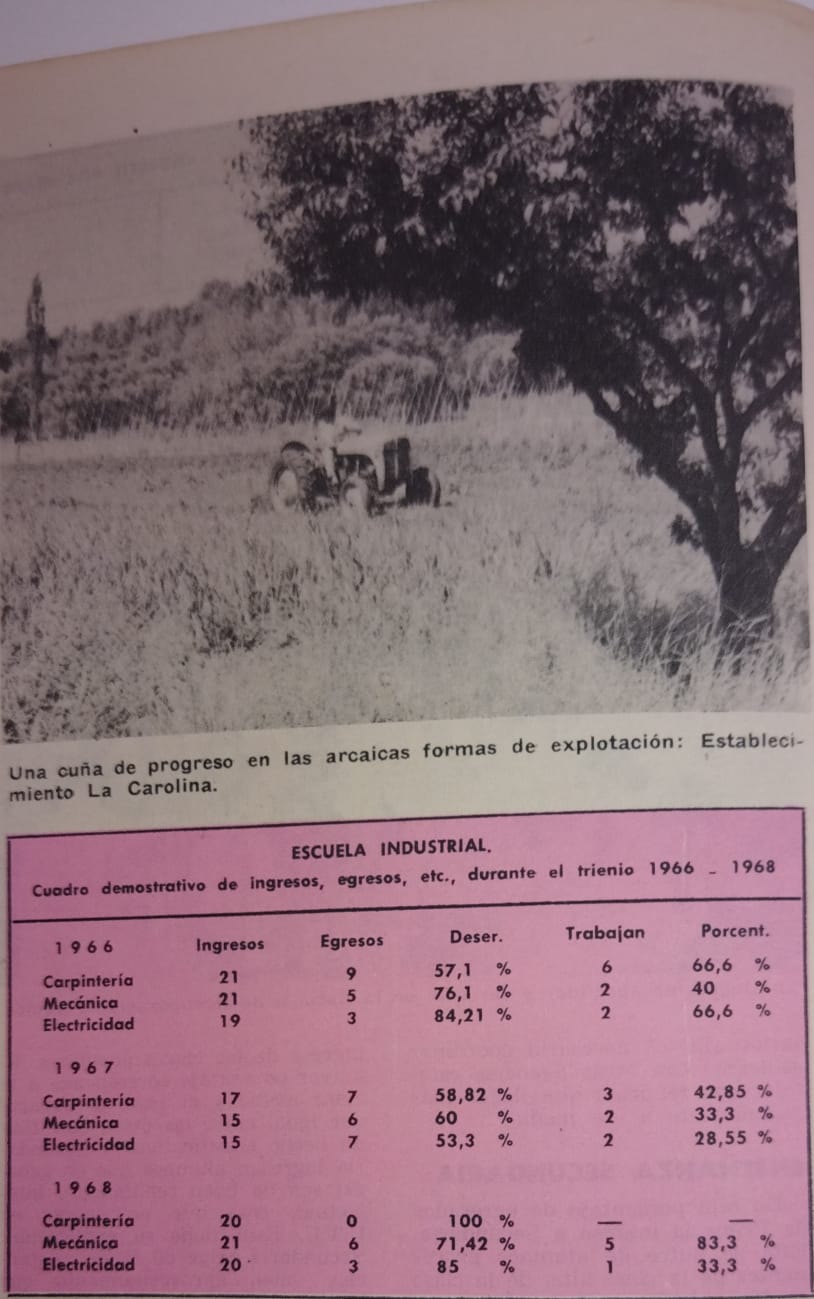 Una cuña de progreso en las arcaicas formas de explotación: Estableci-
miento La Carolina.
ESCUELA INDUSTRIAL.
Cuadro demostrativo de ingresos, egresos, etc., durante el trienio 1966 - 1968
1966 Ingresos Egresos Deser. Trabajan Porcent.
Carpintería 21 9 57,1 % 6 66,6 %
Mecánica 21 5 76,1 % 2 40 %
Electricidad 19 3 84,21 % 2 66,6 %
1967
Carpintería 17 7 58,82 % 3 42,85 %
Mecánica 15 6 60 % 2 33,3 %
Electricidad 15 7 53,3 % 2 28,55 %
1968
Carpintería 20 0 100 % — —
Mecánica 21 6 71,42 % 5 83,3 %
Electricidad 20 3 85 % 1 33,3 %